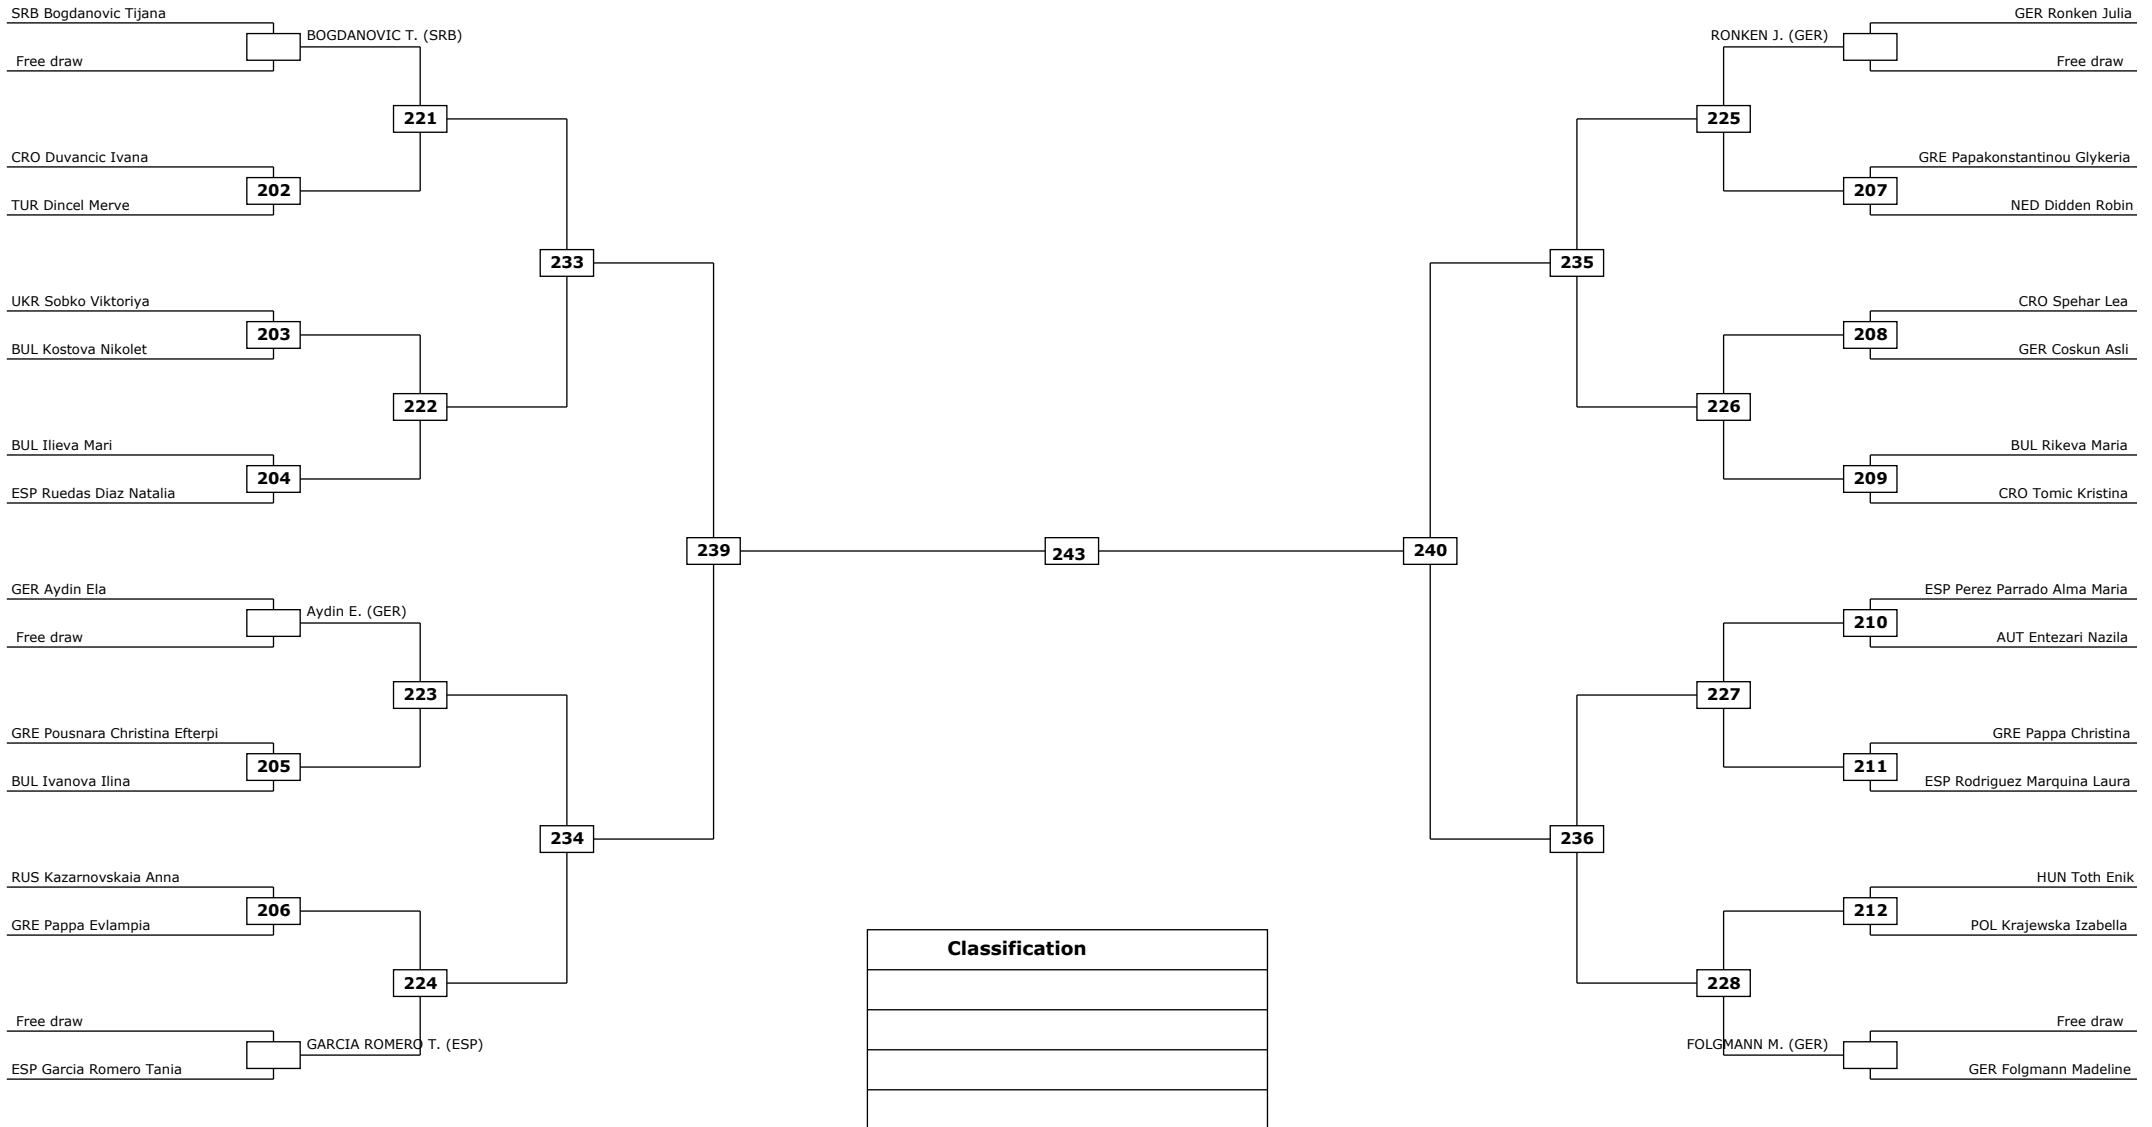 SRB Bogdanovic Tijana
BOGDANOVIC T. (SRB)
Free draw
221
CRO Duvancic Ivana
202
TUR Dincel Merve
233
UKR Sobko Viktoriya
203
BUL Kostova Nikolet
222
BUL Ilieva Mari
204
ESP Ruedas Diaz Natalia
239
GER Aydin Ela
Aydin E. (GER)
Free draw
223
GRE Pousnara Christina Efterpi
205
BUL Ivanova Ilina
234
RUS Kazarnovskaia Anna
206
GRE Pappa Evlampia
224
Free draw
GARCIA ROMERO T. (ESP)
ESP Garcia Romero Tania
243
Classification
GER Ronken Julia
RONKEN J. (GER)
Free draw
225
GRE Papakonstantinou Glykeria
207
NED Didden Robin
235
CRO Spehar Lea
208
GER Coskun Asli
226
BUL Rikeva Maria
209
CRO Tomic Kristina
240
ESP Perez Parrado Alma Maria
210
AUT Entezari Nazila
227
GRE Pappa Christina
211
ESP Rodriguez Marquina Laura
236
HUN Toth Enik
212
POL Krajewska Izabella
228
Free draw
FOLGMANN M. (GER)
GER Folgmann Madeline